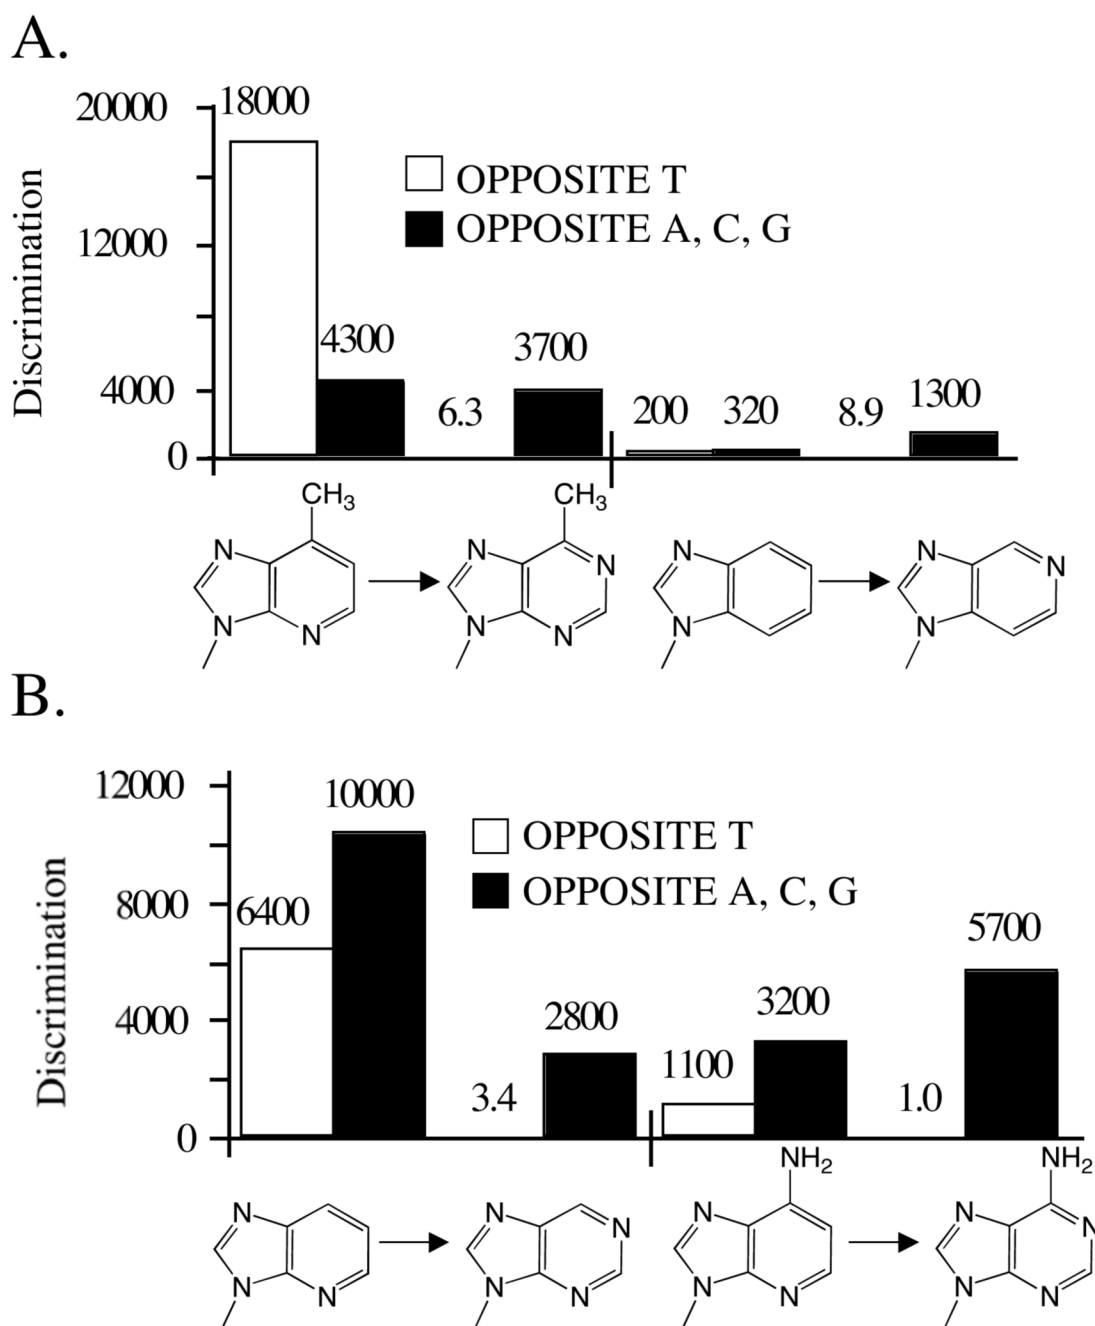 A.
Discrimination
20000
12000
4000
0
18000
4300
6.3
3700
200
320
8.9
1300
OPPOSITE T
OPPOSITE A, C, G
CH3
CH3
N
N
N
N
N
N
N
N
N
N
N
N
B.
Discrimination
12000
8000
4000
0
6400
10000
3.4
2800
1100
3200
1.0
5700
OPPOSITE T
OPPOSITE A, C, G
NH2
NH2
N
N
N
N
N
N
N
N
N
N
N
N
N
N